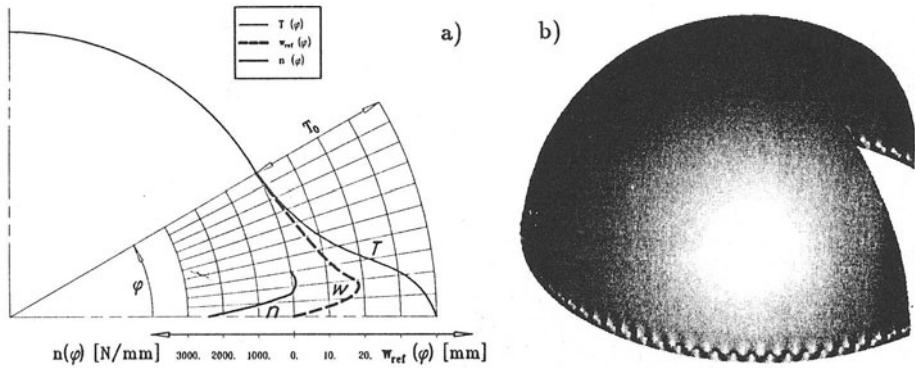 T (φ)
w_ref (φ)
n (φ)
a)
b)
T₀
T
φ
w
n
n(φ) [N/mm] 3000. 2000. 1000. 0. 10. 20. w_ref (φ) [mm]